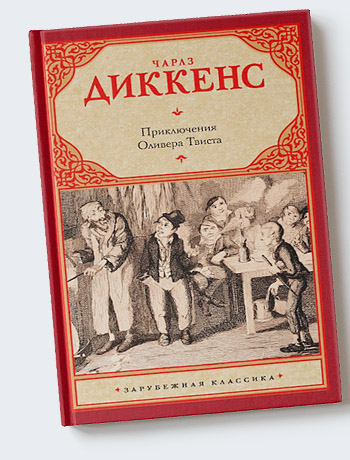 ЧАРЛЗ
ДИККЕНС
Приключения
Оливера Твиста
ЗАРУБЕЖНАЯ КЛАССИКА